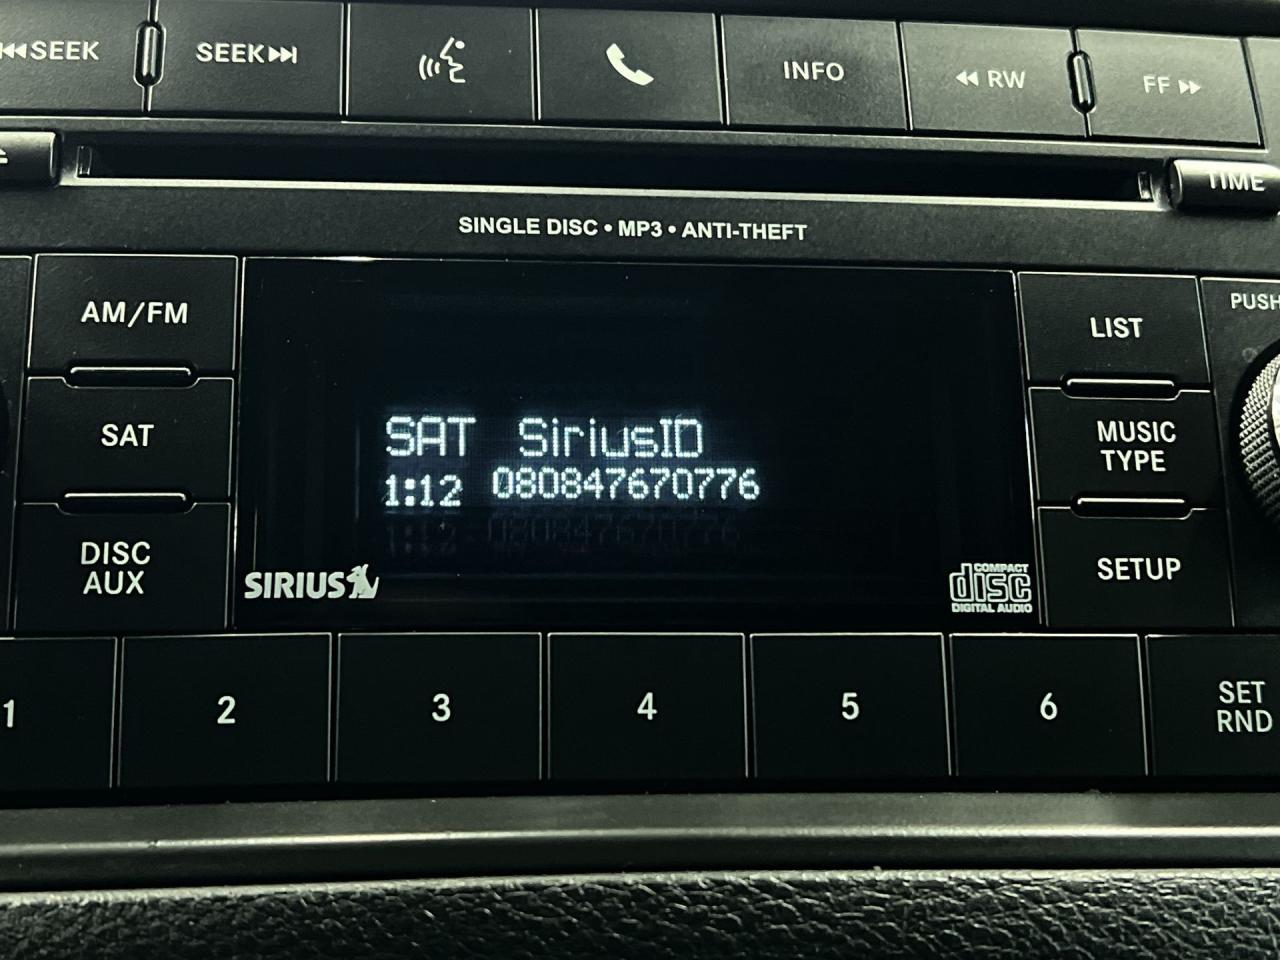 SEEK
SEEK
INFO
RW
FF
TIME
SINGLE DISC • MP3 • ANTI-THEFT
AM/FM
SAT
DISC
AUX
SAT SiriusID
1:12 080847670776
SIRIUS
COMPACT
disc
DIGITAL AUDIO
LIST
MUSIC
TYPE
SETUP
PUSH
1
2
3
4
5
6
SET
RND